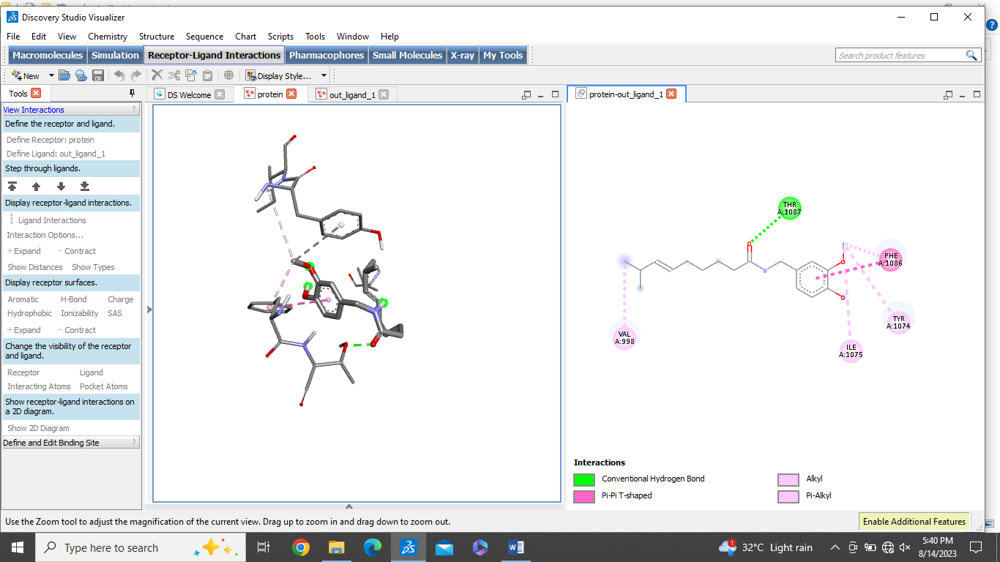 Discovery Studio Visualizer
File Edit View Chemistry Structure Sequence Chart Scripts Tools Window Help
Macromolecules Simulation Receptor-Ligand Interactions Pharmacophores Small Molecules X-ray My Tools
Search product features
New Display Style...
Tools
DS Welcome protein out_ligand_1
protein-out_ligand_1
View Interactions ?
Define the receptor and ligand.
Define Receptor: protein
Define Ligand: out_ligand_1
Step through ligands.
Display receptor-ligand interactions.
Ligand Interactions
Interaction Options...
+Expand −Contract
Show Distances Show Types
Display receptor surfaces.
Aromatic H-Bond Charge
Hydrophobic Ionizability SAS
+Expand −Contract
Change the visibility of the receptor
and ligand.
Receptor Ligand
Interacting Atoms Pocket Atoms
Show receptor-ligand interactions on
a 2D diagram.
Show 2D Diagram
Define and Edit Binding Site ?
THR
A:1087
O
PHE
A:1086
O
N
O
TYR
A:1074
VAL
A:998
ILE
A:1075
Interactions
Conventional Hydrogen Bond
Pi-Pi T-shaped
Alkyl
Pi-Alkyl
Use the Zoom tool to adjust the magnification of the current view. Drag up to zoom in and drag down to zoom out.
Enable Additional Features
Type here to search
1
32°C Light rain
5:40 PM
8/14/2023